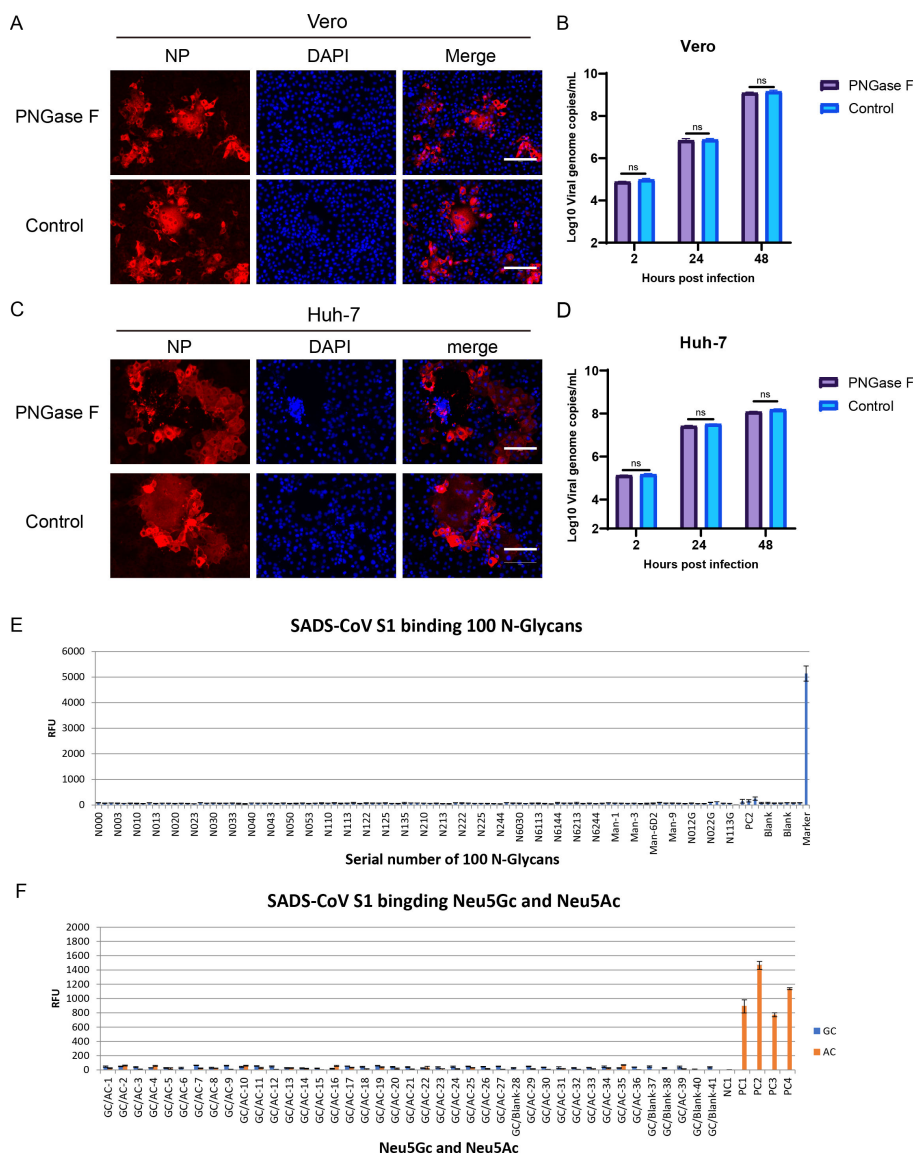 A
Vero
NP DAPI Merge
PNGase F
Control
B
Vero
Log10 Viral genome copies/mL
10
8
6
4
2
ns
ns
ns
2 24 48
Hours post infection
PNGase F
Control
C
Huh-7
NP DAPI merge
PNGase F
Control
D
Huh-7
Log10 Viral genome copies/mL
10
8
6
4
2
ns
ns
ns
2 24 48
Hours post infection
PNGase F
Control
E
SADS-CoV S1 binding 100 N-Glycans
RFU
6000
5000
4000
3000
2000
1000
0
N000 N003 N010 N013 N020 N023 N030 N033 N040 N043 N050 N053 N110 N113 N122 N125 N135 N210 N213 N222 N225 N244 N6030 N6113 N6144 N6213 N6244 Man-1 Man-3 Man-6D2 Man-9 N012G N022G N113G PC2 Blank Blank Marker
Serial number of 100 N-Glycans
F
SADS-CoV S1 bingding Neu5Gc and Neu5Ac
RFU
2000
1800
1600
1400
1200
1000
800
600
400
200
0
GC/AC-1 GC/AC-2 GC/AC-3 GC/AC-4 GC/AC-5 GC/AC-6 GC/AC-7 GC/AC-8 GC/AC-9 GC/AC-10 GC/AC-11 GC/AC-12 GC/AC-13 GC/AC-14 GC/AC-15 GC/AC-16 GC/AC-17 GC/AC-18 GC/AC-19 GC/AC-20 GC/AC-21 GC/AC-22 GC/AC-23 GC/AC-24 GC/AC-25 GC/AC-26 GC/AC-27 GC/Blank-28 GC/AC-29 GC/AC-30 GC/AC-31 GC/AC-32 GC/AC-33 GC/AC-34 GC/AC-35 GC/AC-36 GC/Blank-37 GC/Blank-38 GC/AC-39 GC/Blank-40 GC/Blank-41 NC1 PC1 PC2 PC3 PC4
GC
AC
Neu5Gc and Neu5Ac